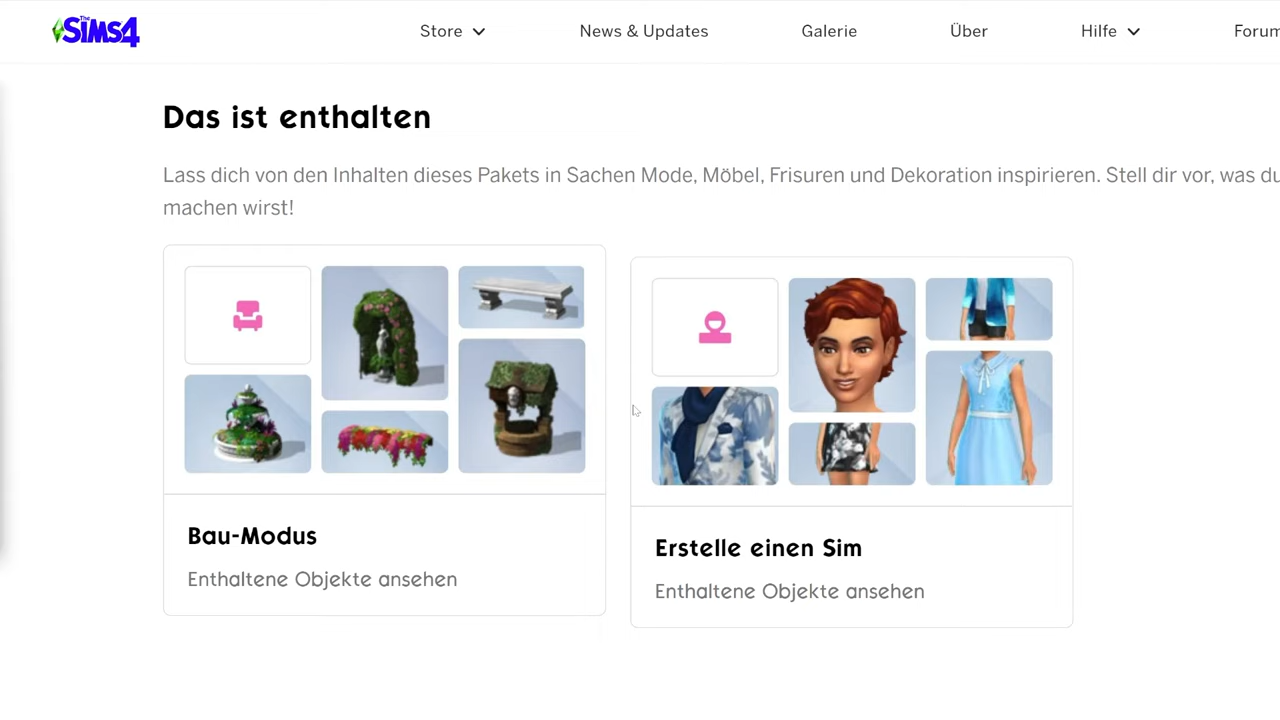 The Sims 4
Store
News & Updates
Galerie
Über
Hilfe
Forum
Das ist enthalten
Lass dich von den Inhalten dieses Pakets in Sachen Mode, Möbel, Frisuren und Dekoration inspirieren. Stell dir vor, was du
machen wirst!
Bau-Modus
Enthaltene Objekte ansehen
Erstelle einen Sim
Enthaltene Objekte ansehen